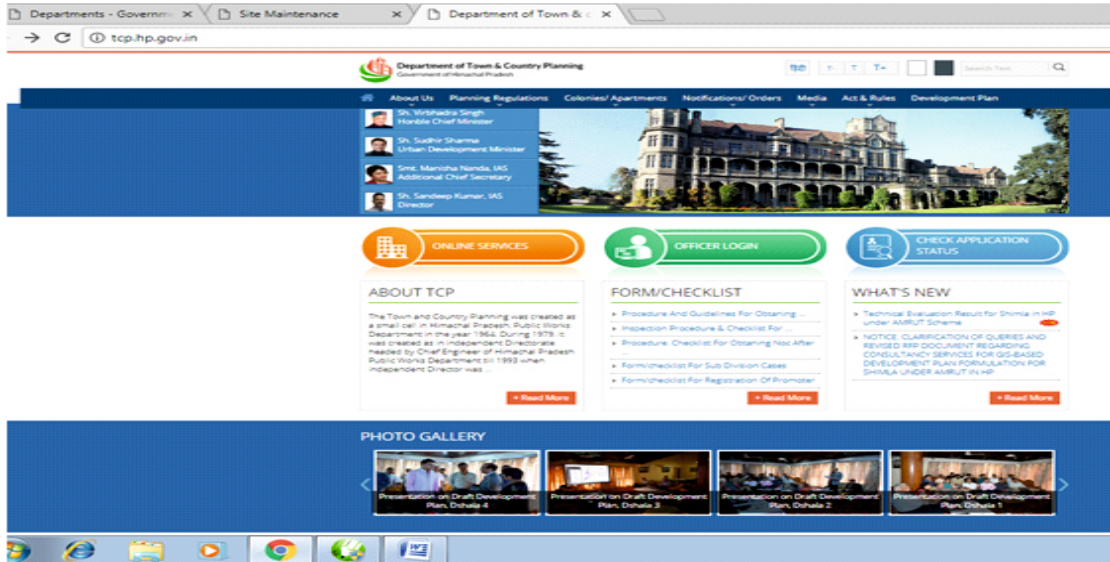 Departments - Governm
Site Maintenance
Department of Town & c
tcp.hp.gov.in
Department of Town & Country Planning
Government of Himachal Pradesh
हिंदी
T-
T
T+
Search Text
About Us Planning Regulations Colonies/ Apartments Notifications/ Orders Media Act & Rules Development Plan
Sh. Virbhadra Singh
Honble Chief Minister
Sh. Sudhir Sharma
Urban Development Minister
Smt. Manisha Nanda, IAS
Additional Chief Secretary
Sh. Sandeep Kumar, IAS
Director
ONLINE SERVICES
OFFICER LOGIN
CHECK APPLICATION
STATUS
ABOUT TCP
The Town and Country Planning was created as
a small cell in Himachal Pradesh, Public Works
Department in the year 1964. During 1979, it
was created as in independent Directorate
headed by Chief Engineer of Himachal Pradesh
Public Works Department till 1993 when
independent Director was ...
+ Read More
FORM/CHECKLIST
Procedure And Guidelines For Obtaning ...
Inspection Procedure & Checklist For ...
Procedure, Checklist For Obtaning Noc After
...
Form/checklist For Sub Division Cases
Form/checklist For Registration Of Promoter
+ Read More
WHAT'S NEW
Technical Evaluation Result for Shimla in HP
under AMRUT Scheme
NOTICE, CLARIFICATION OF QUERIES AND
REVISED RFP DOCUMENT REGARDING
CONSULTANCY SERVICES FOR GIS-BASED
DEVELOPMENT PLAN FORMULATION FOR
SHIMLA UNDER AMRUT IN HP
+ Read More
PHOTO GALLERY
Presentation on Draft Development
Plan, Dshala 4
Presentation on Draft Development
Plan, Dshala 3
Presentation on Draft Development
Plan, Dshala 2
Presentation on Draft Development
Plan, Dshala 1